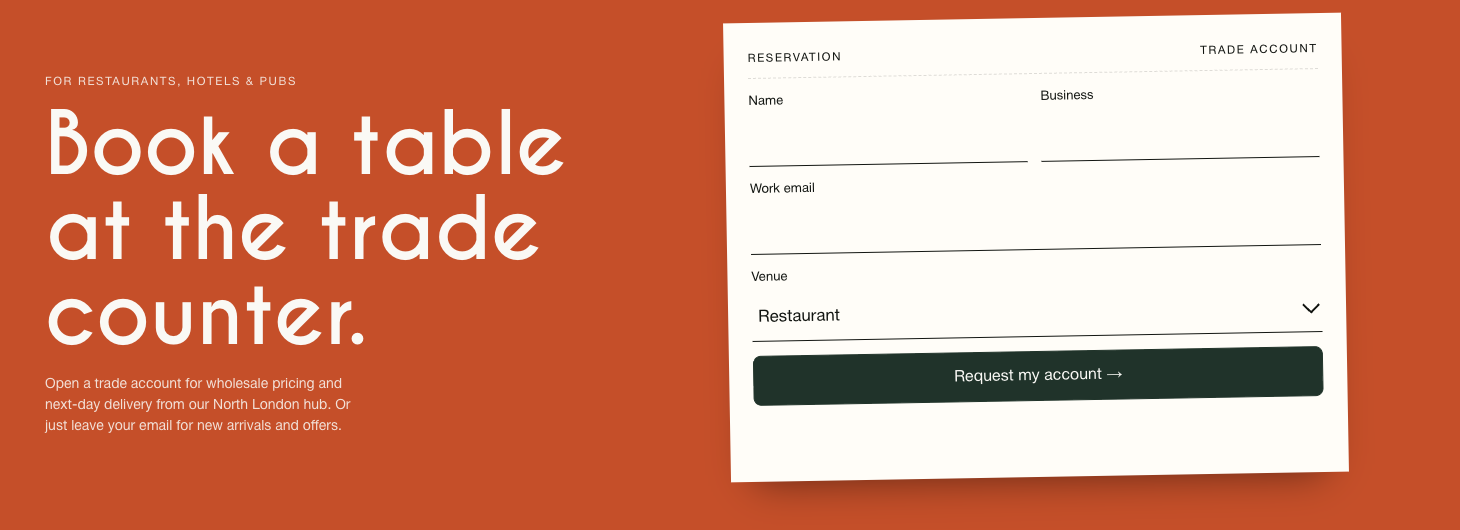 FOR RESTAURANTS, HOTELS & PUBS
Book a table
at the trade
counter.
Open a trade account for wholesale pricing and
next-day delivery from our North London hub. Or
just leave your email for new arrivals and offers.
RESERVATION
TRADE ACCOUNT
Name
Business
Work email
Venue
Restaurant
Request my account →